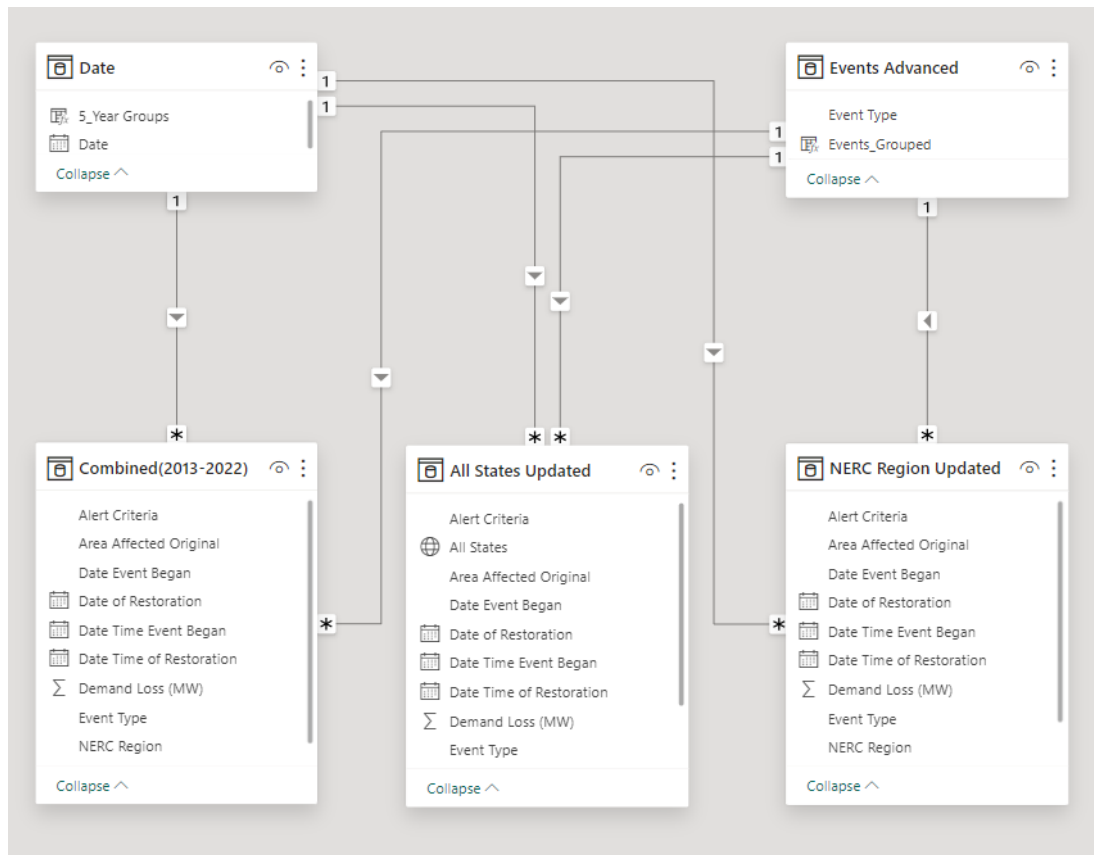 Date
5_Year Groups
Date
Collapse
Events Advanced
Event Type
Events_Grouped
Collapse
1
1
1
1
1
1
*
*
*
*
*
*
Combined(2013-2022)
Alert Criteria
Area Affected Original
Date Event Began
Date of Restoration
Date Time Event Began
Date Time of Restoration
Demand Loss (MW)
Event Type
NERC Region
Collapse
All States Updated
Alert Criteria
All States
Area Affected Original
Date Event Began
Date of Restoration
Date Time Event Began
Date Time of Restoration
Demand Loss (MW)
Event Type
Collapse
NERC Region Updated
Alert Criteria
Area Affected Original
Date Event Began
Date of Restoration
Date Time Event Began
Date Time of Restoration
Demand Loss (MW)
Event Type
NERC Region
Collapse